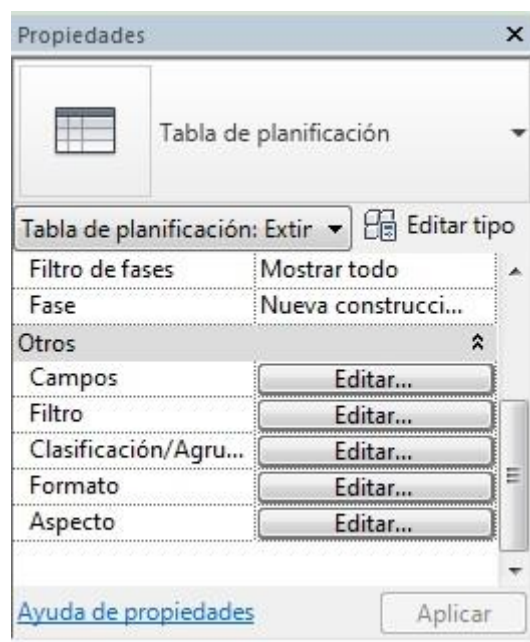 Propiedades
Tabla de planificación
Tabla de planificación: Extir Editar tipo
Filtro de fases Mostrar todo
Fase Nueva construcci...
Otros
Campos Editar...
Filtro Editar...
Clasificación/Agru... Editar...
Formato Editar...
Aspecto Editar...
Ayuda de propiedades Aplicar